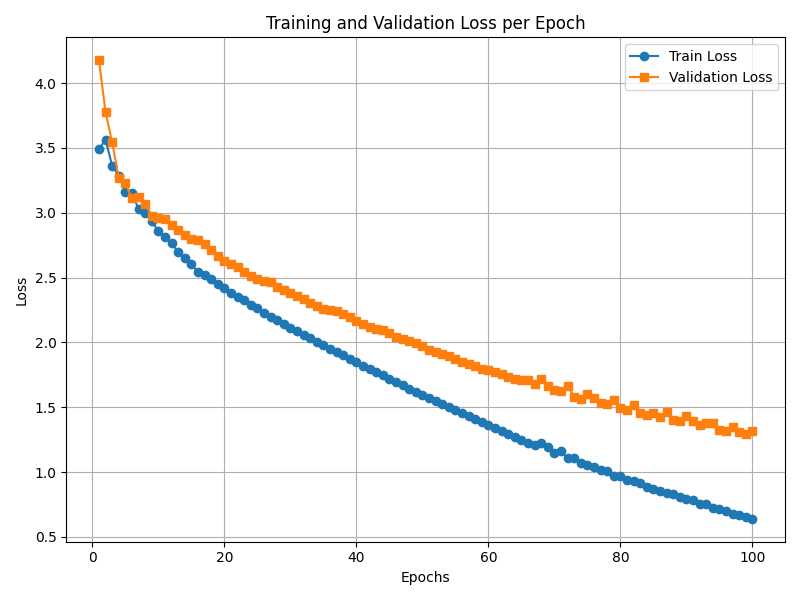 Training and Validation Loss per Epoch
Train Loss
Validation Loss
Loss
4.0
3.5
3.0
2.5
2.0
1.5
1.0
0.5
0 20 40 60 80 100
Epochs